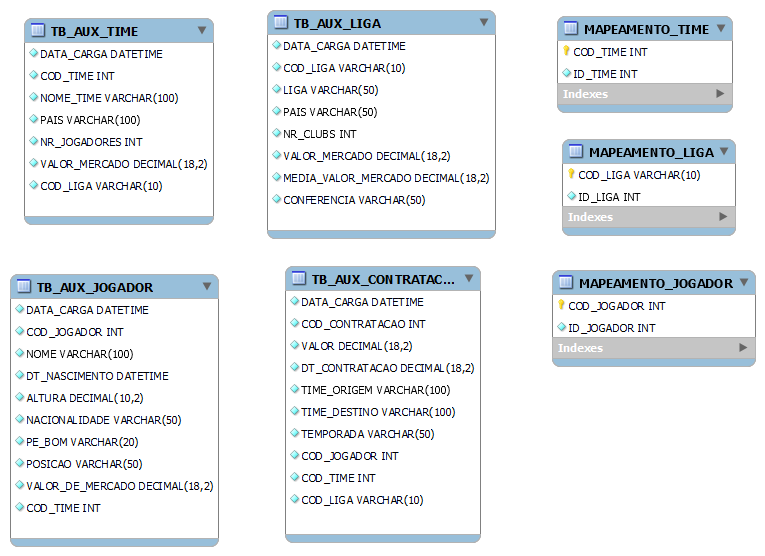 TB_AUX_TIME
DATA_CARGA DATETIME
COD_TIME INT
NOME_TIME VARCHAR(100)
PAIS VARCHAR(100)
NR_JOGADORES INT
VALOR_MERCADO DECIMAL(18,2)
COD_LIGA VARCHAR(10)
TB_AUX_LIGA
DATA_CARGA DATETIME
COD_LIGA VARCHAR(10)
LIGA VARCHAR(50)
PAIS VARCHAR(50)
NR_CLUBS INT
VALOR_MERCADO DECIMAL(18,2)
MEDIA_VALOR_MERCADO DECIMAL(18,2)
CONFERENCIA VARCHAR(50)
MAPEAMENTO_TIME
COD_TIME INT
ID_TIME INT
Indexes
MAPEAMENTO_LIGA
COD_LIGA VARCHAR(10)
ID_LIGA INT
Indexes
TB_AUX_JOGADOR
DATA_CARGA DATETIME
COD_JOGADOR INT
NOME VARCHAR(100)
DT_NASCIMENTO DATETIME
ALTURA DECIMAL(10,2)
NACIONALIDADE VARCHAR(50)
PE_BOM VARCHAR(20)
POSICAO VARCHAR(50)
VALOR_DE_MERCADO DECIMAL(18,2)
COD_TIME INT
TB_AUX_CONTRATAC...
DATA_CARGA DATETIME
COD_CONTRATACAO INT
VALOR DECIMAL(18,2)
DT_CONTRATACAO DECIMAL(18,2)
TIME_ORIGEM VARCHAR(100)
TIME_DESTINO VARCHAR(100)
TEMPORADA VARCHAR(50)
COD_JOGADOR INT
COD_TIME INT
COD_LIGA VARCHAR(10)
MAPEAMENTO_JOGADOR
COD_JOGADOR INT
ID_JOGADOR INT
Indexes